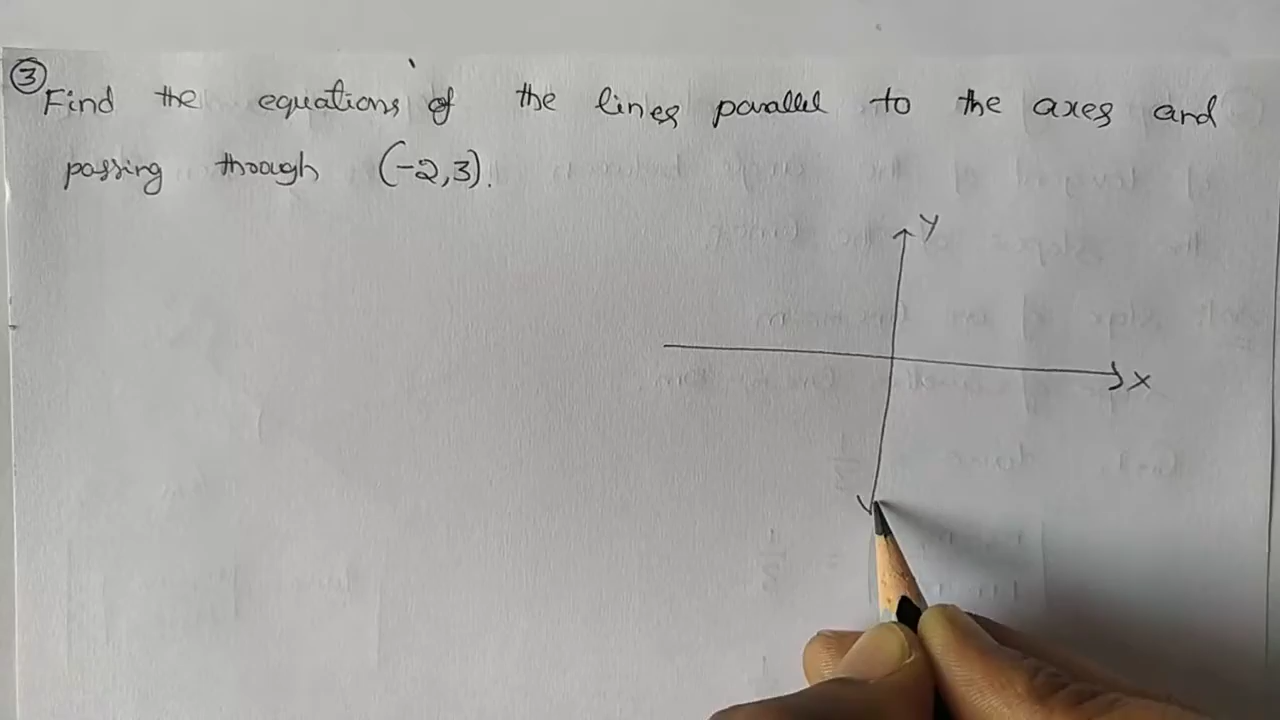 ③ Find the equations of the lines parallel to the axes and
passing through (-2,3).
Y
X